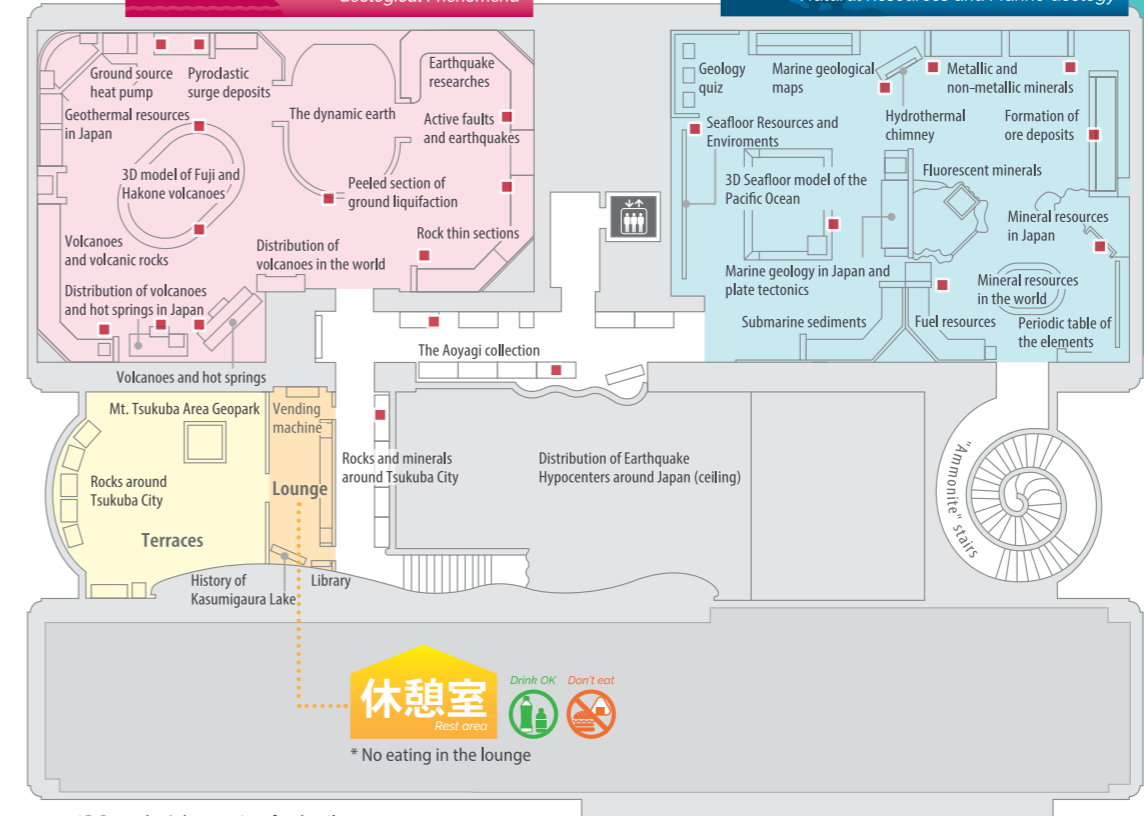 Geological Phenomena
Natural Resources and Marine Geology
Ground source
heat pump
Pyroclastic
surge deposits
Earthquake
researches
Geothermal resources
in Japan
The dynamic earth
Active faults
and earthquakes
3D model of Fuji and
Hakone volcanoes
Peeled section of
ground liquifaction
Volcanoes
and volcanic rocks
Distribution of
volcanoes in the world
Rock thin sections
Distribution of volcanoes
and hot springs in Japan
Volcanoes and hot springs
Geology
quiz
Marine geological
maps
Metallic and
non-metallic minerals
Hydrothermal
chimney
Formation of
ore deposits
Seafloor Resources and
Enviroments
3D Seafloor model of the
Pacific Ocean
Fluorescent minerals
Mineral resources
in Japan
Marine geology in Japan and
plate tectonics
Mineral resources
in the world
Submarine sediments
Fuel resources
Periodic table of
the elements
The Aoyagi collection
Mt. Tsukuba Area Geopark
Vending
machine
Rocks around
Tsukuba City
Lounge
Rocks and minerals
around Tsukuba City
Distribution of Earthquake
Hypocenters around Japan (ceiling)
"Ammonite" stairs
Terraces
History of
Kasumigaura Lake
Library
休憩室
Rest area
Drink OK
Don't eat
* No eating in the lounge